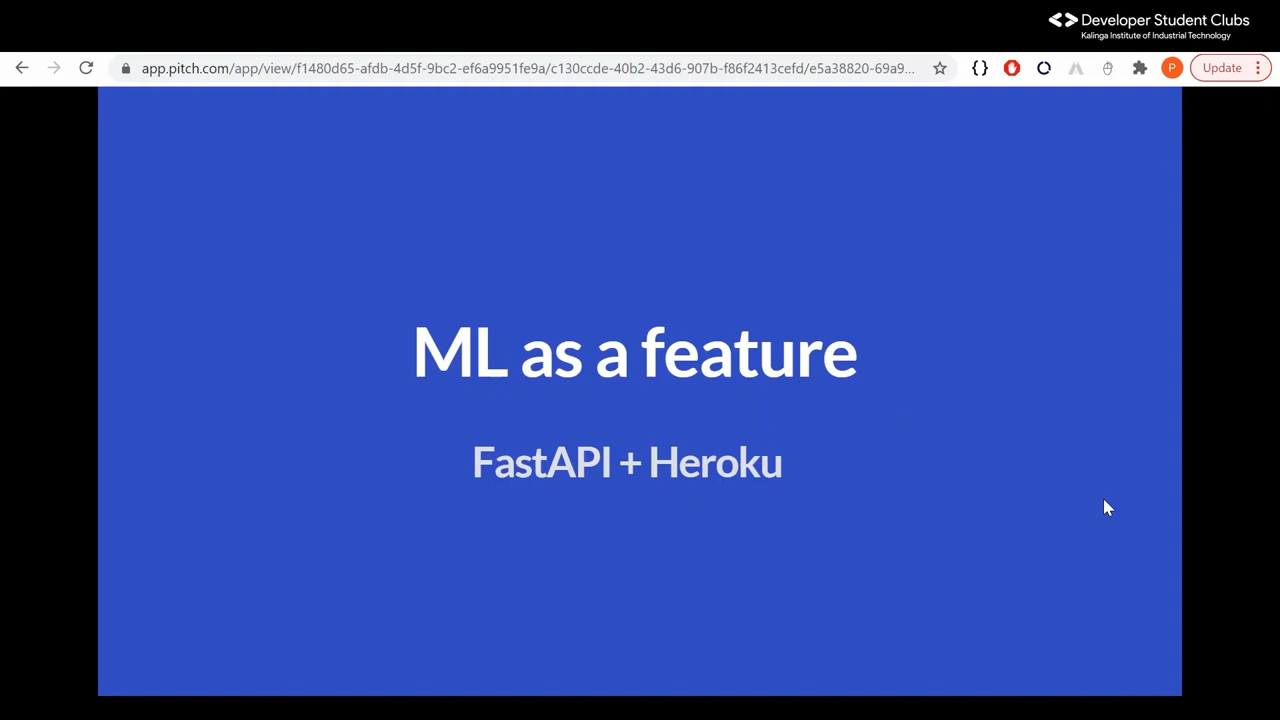 <> Developer Student Clubs
Kalinga Institute of Industrial Technology
app.pitch.com/app/view/f1480d65-afdb-4d5f-9bc2-ef6a9951fe9a/c130ccde-40b2-43d6-907b-f86f2413cefd/e5a38820-69a9...
{}
P
Update
ML as a feature
FastAPI + Heroku